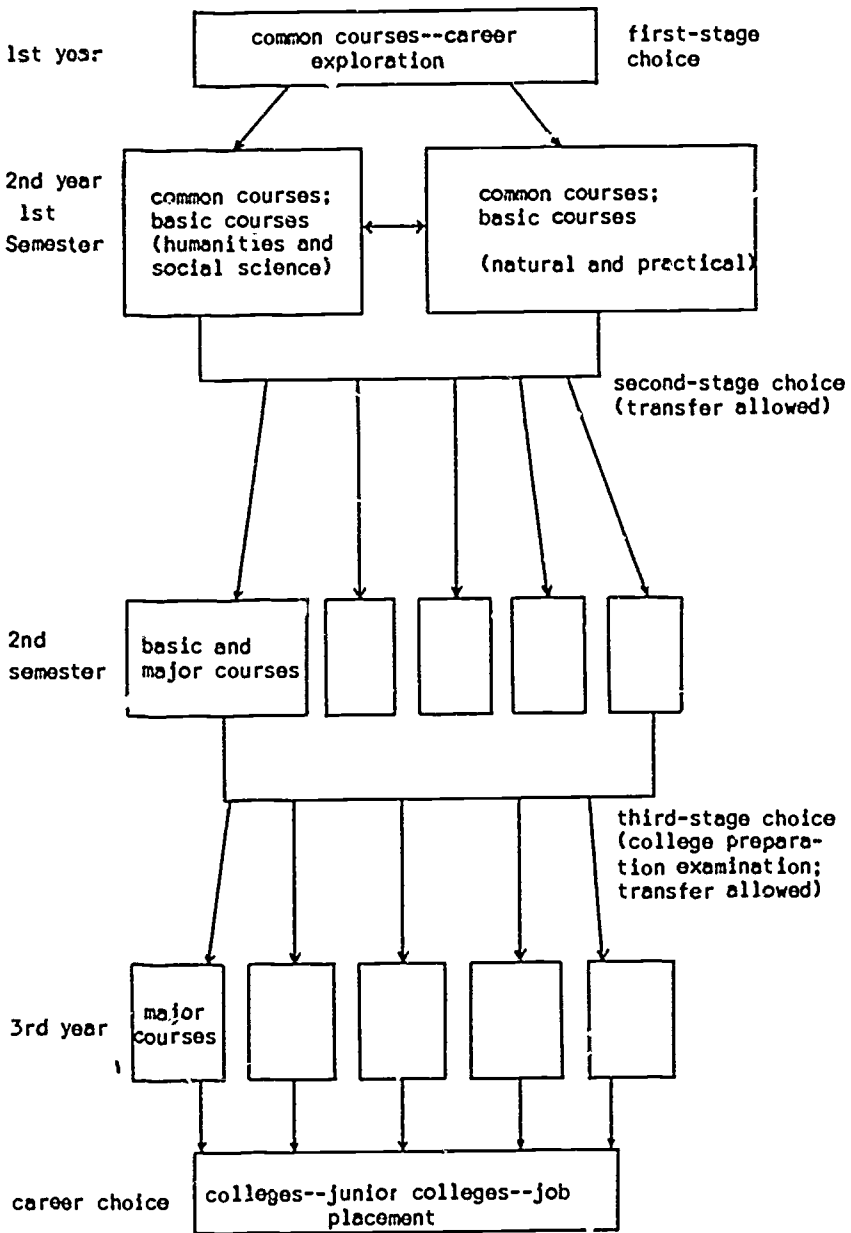 1st year
common courses--career
exploration
first-stage
choice
2nd year
1st
Semester
common courses;
basic courses
(humanities and
social science)
common courses;
basic courses
(natural and practical)
second-stage choice
(transfer allowed)
2nd
semester
basic and
major courses
third-stage choice
(college prepara-
tion examination;
transfer allowed)
3rd year
major
courses
career choice
colleges--junior colleges--job
placement